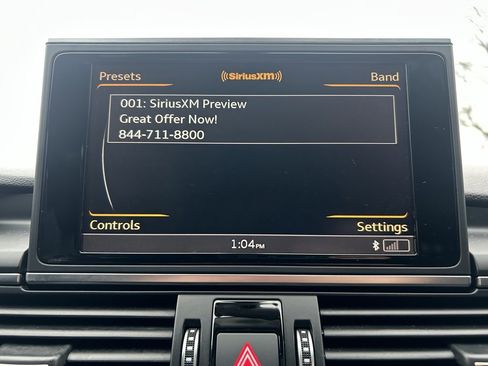 Presets
((SiriusXM))
Band
001: SiriusXM Preview
Great Offer Now!
844-711-8800
Controls
Settings
1:04PM